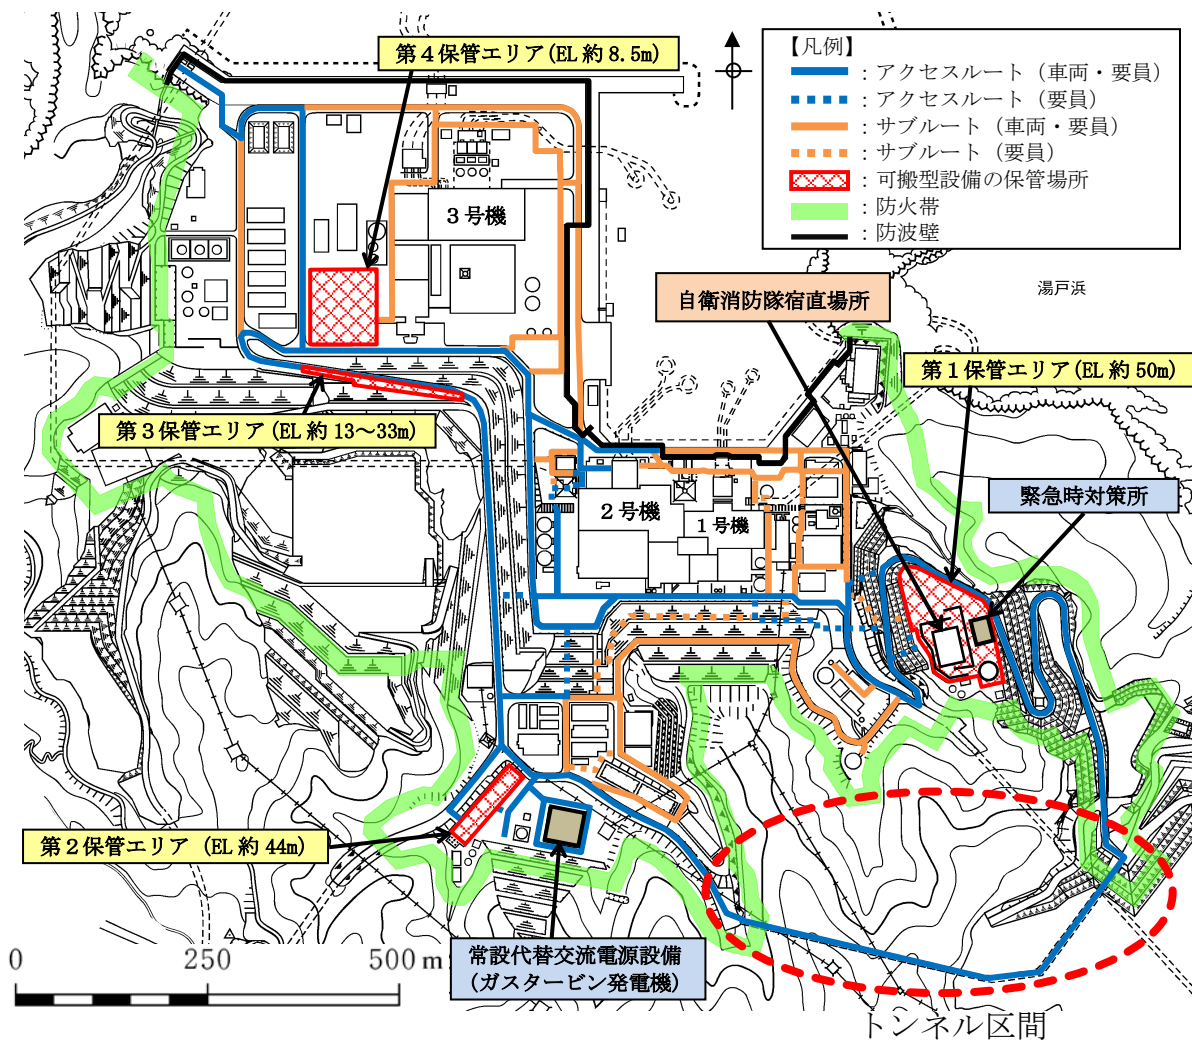 第４保管エリア(EL 約 8.5m)
【凡例】
：アクセスルート（車両・要員）
：アクセスルート（要員）
：サブルート（車両・要員）
：サブルート（要員）
：可搬型設備の保管場所
：防火帯
：防波壁
３号機
湯戸浜
自衛消防隊宿直場所
第１保管エリア(EL 約 50m)
第３保管エリア(EL 約 13～33m)
緊急時対策所
２号機
１号機
第２保管エリア（EL 約 44m)
常設代替交流電源設備
(ガスタービン発電機)
0 250 500 m
トンネル区間